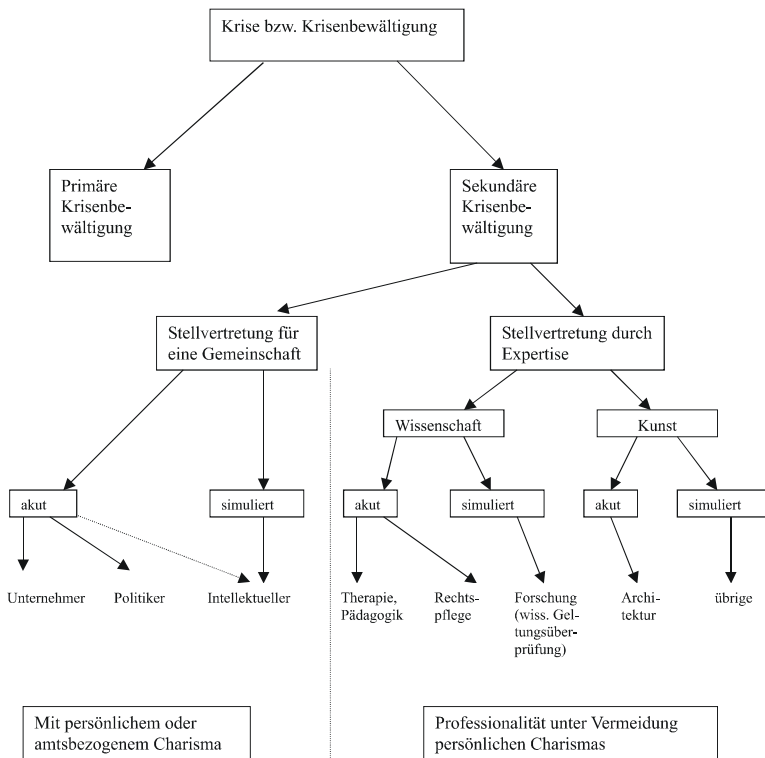 Krise bzw. Krisenbewältigung
Primäre
Krisenbe-
wältigung
Sekundäre
Krisenbe-
wältigung
Stellvertretung für
eine Gemeinschaft
Stellvertretung durch
Expertise
Wissenschaft
Kunst
akut
simuliert
akut
simuliert
akut
simuliert
Unternehmer
Politiker
Intellektueller
Therapie,
Pädagogik
Rechts-
pflege
Forschung
(wiss. Gel-
tungsüber-
prüfung)
Archi-
tektur
übrige
Mit persönlichem oder
amtsbezogenem Charisma
Professionalität unter Vermeidung
persönlichen Charismas